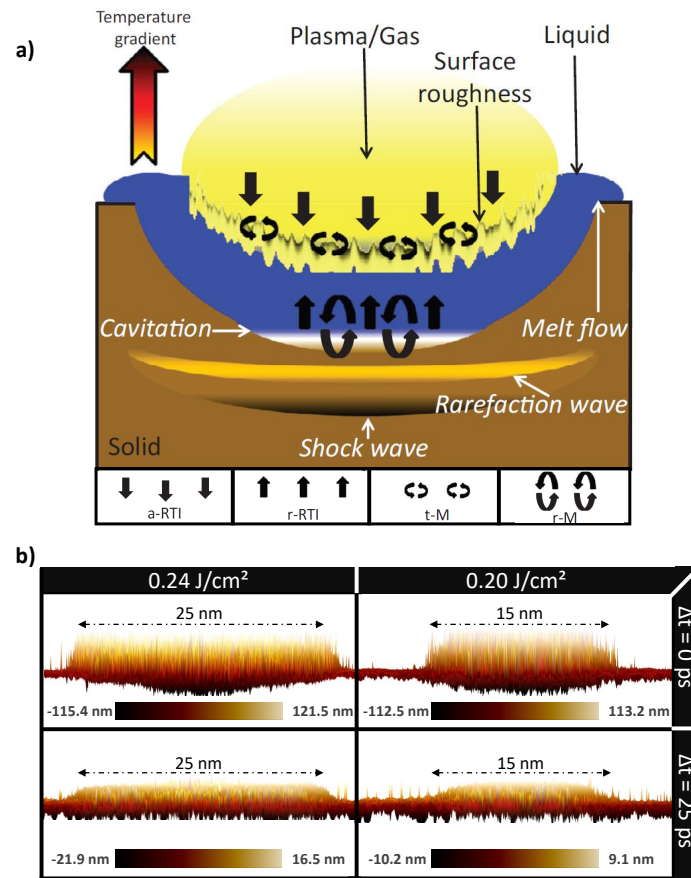 a)
Temperature
gradient
Plasma/Gas
Liquid
Surface
roughness
Cavitation
Melt flow
Rarefaction wave
Shock wave
Solid
a-RTI
r-RTI
t-M
r-M
b)
0.24 J/cm²
0.20 J/cm²
Δt = 0 ps
25 nm
15 nm
-115.4 nm
121.5 nm
-112.5 nm
113.2 nm
Δt = 25 ps
25 nm
15 nm
-21.9 nm
16.5 nm
-10.2 nm
9.1 nm